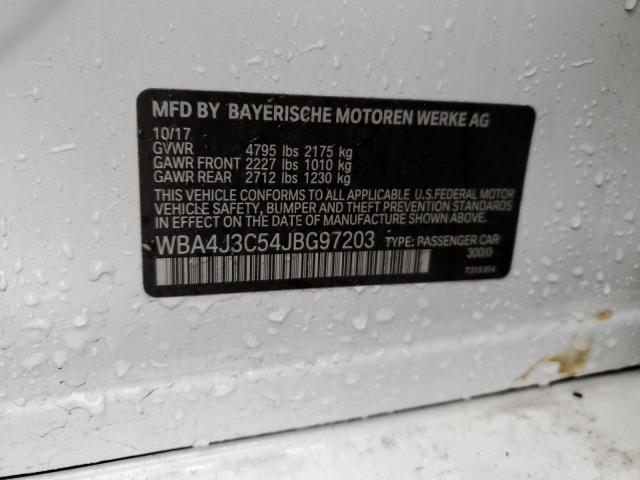 MFD BY BAYERISCHE MOTOREN WERKE AG
10/17
GVWR 4795 lbs 2175 kg
GAWR FRONT 2227 lbs 1010 kg
GAWR REAR 2712 lbs 1230 kg
THIS VEHICLE CONFORMS TO ALL APPLICABLE U.S.FEDERAL MOTOR
VEHICLE SAFETY, BUMPER AND THEFT PREVENTION STANDARDS
IN EFFECT ON THE DATE OF MANUFACTURE SHOWN ABOVE.
WBA4J3C54JBG97203 TYPE: PASSENGER CAR
300/0